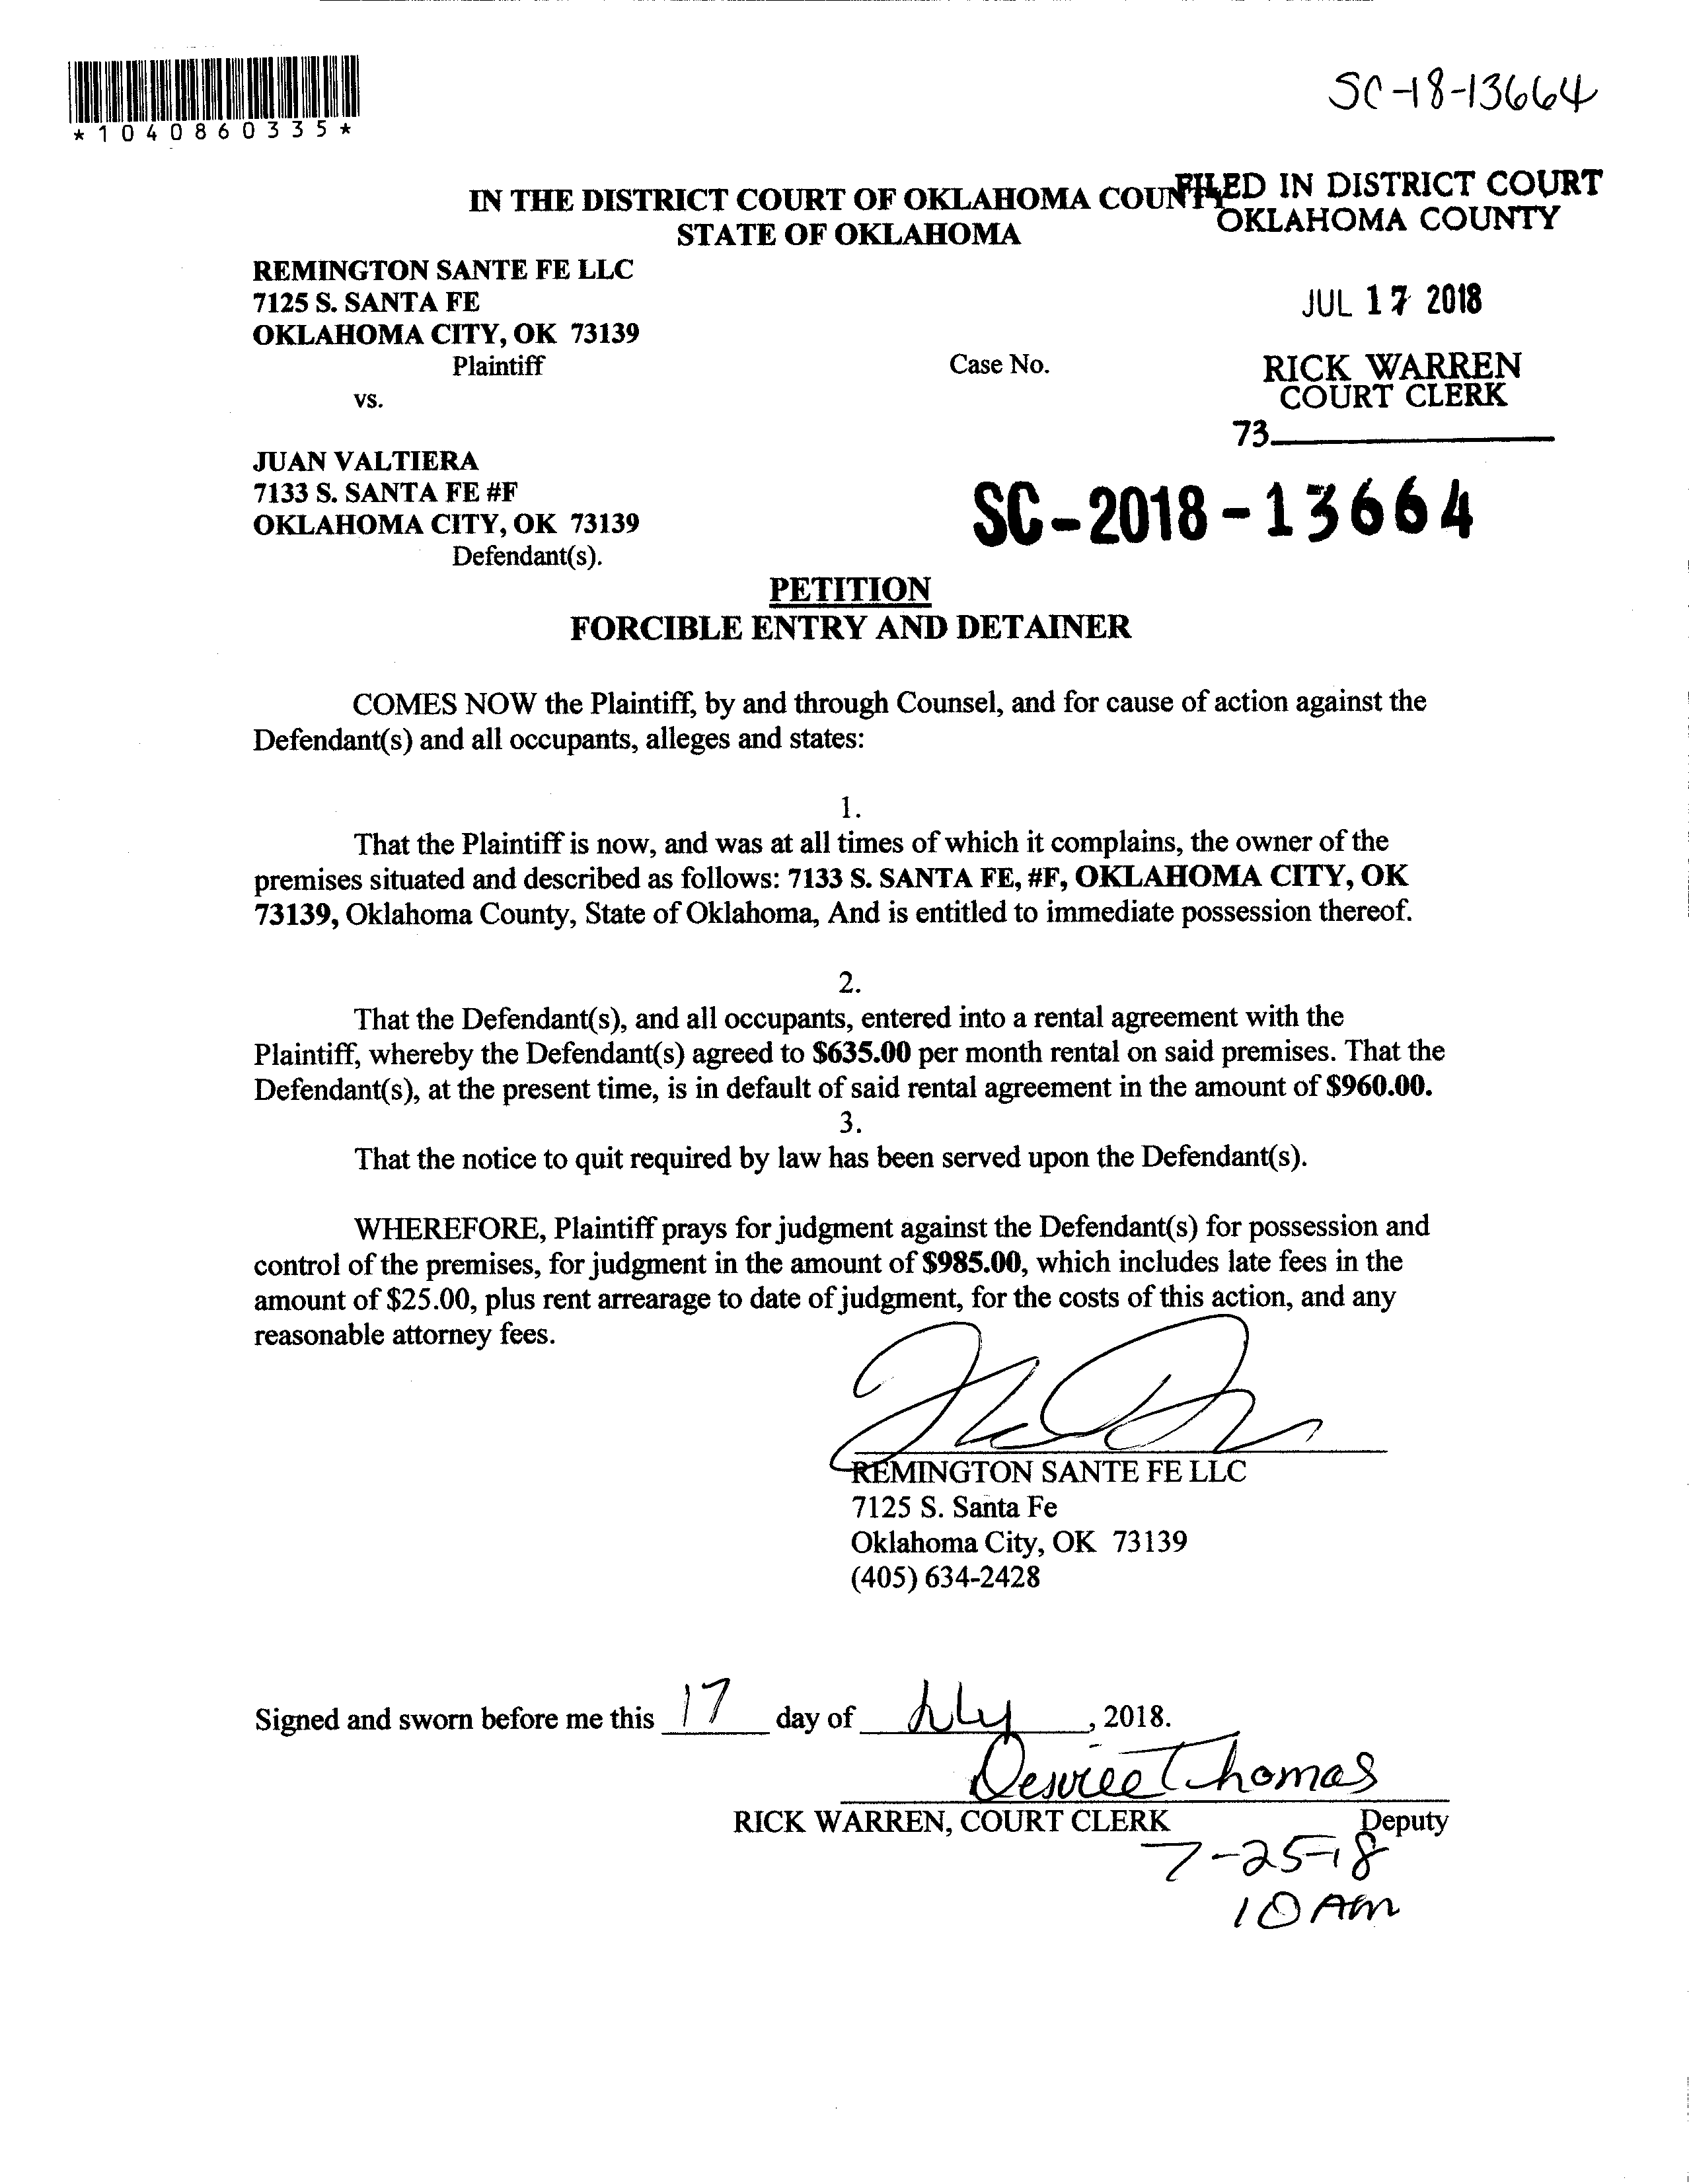 *1040860335*
SC-18-13664
IN THE DISTRICT COURT OF OKLAHOMA COUNTY
STATE OF OKLAHOMA
FILED IN DISTRICT COURT
OKLAHOMA COUNTY
REMINGTON SANTE FE LLC
7125 S. SANTA FE
OKLAHOMA CITY, OK 73139
Plaintiff
JUL 17 2018
Case No.
RICK WARREN
COURT CLERK
73
vs.
JUAN VALTIERA
7133 S. SANTA FE #F
OKLAHOMA CITY, OK 73139
Defendant(s).
SC-2018-13664
PETITION
FORCIBLE ENTRY AND DETAINER
COMES NOW the Plaintiff, by and through Counsel, and for cause of action against the
Defendant(s) and all occupants, alleges and states:
1.
That the Plaintiff is now, and was at all times of which it complains, the owner of the
premises situated and described as follows: 7133 S. SANTA FE, #F, OKLAHOMA CITY, OK
73139, Oklahoma County, State of Oklahoma, And is entitled to immediate possession thereof.
2.
That the Defendant(s), and all occupants, entered into a rental agreement with the
Plaintiff, whereby the Defendant(s) agreed to $635.00 per month rental on said premises. That the
Defendant(s), at the present time, is in default of said rental agreement in the amount of $960.00.
3.
That the notice to quit required by law has been served upon the Defendant(s).
WHEREFORE, Plaintiff prays for judgment against the Defendant(s) for possession and
control of the premises, for judgment in the amount of $985.00, which includes late fees in the
amount of $25.00, plus rent arrearage to date of judgment, for the costs of this action, and any
reasonable attorney fees.
REMINGTON SANTE FE LLC
7125 S. Santa Fe
Oklahoma City, OK 73139
(405) 634-2428
Signed and sworn before me this 17 day of July, 2018.
Desiree Thomas
RICK WARREN, COURT CLERK Deputy
7-25-18
10 Am